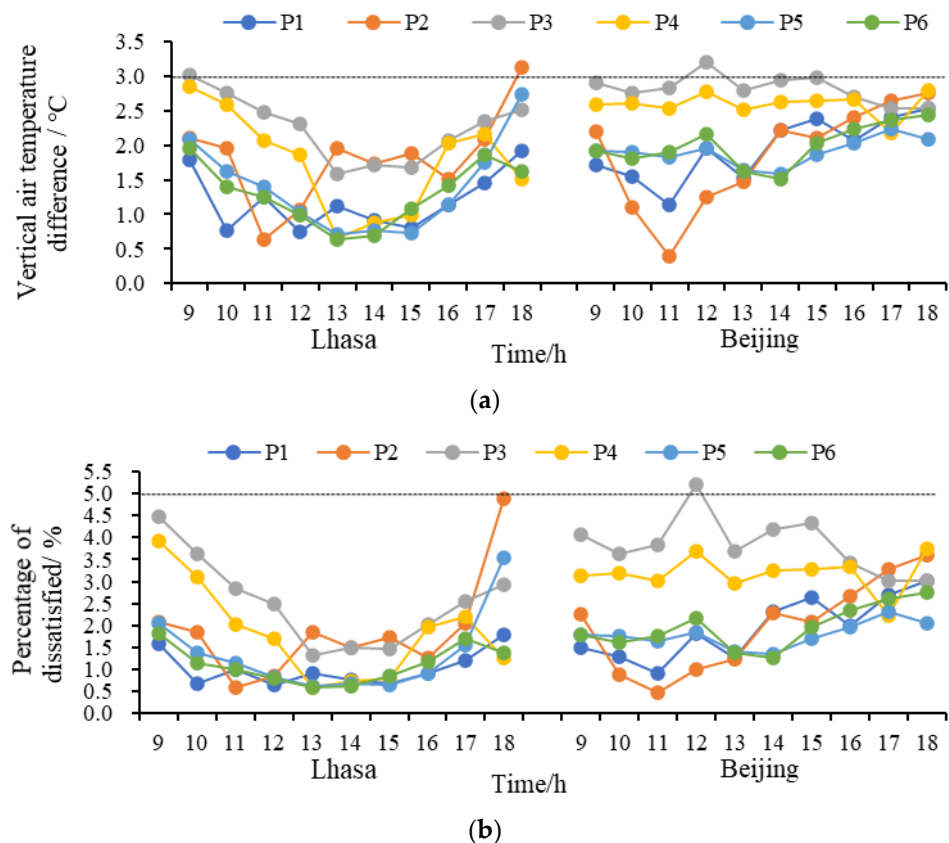 (a)
P1 P2 P3 P4 P5 P6
Vertical air temperature
difference / °C
3.5
3.0
2.5
2.0
1.5
1.0
0.5
0.0
9 10 11 12 13 14 15 16 17 18 9 10 11 12 13 14 15 16 17 18
Lhasa Beijing
Time/h
(a)
P1 P2 P3 P4 P5 P6
Percentage of
dissatisfied/ %
5.5
5.0
4.5
4.0
3.5
3.0
2.5
2.0
1.5
1.0
0.5
0.0
9 10 11 12 13 14 15 16 17 18 9 10 11 12 13 14 15 16 17 18
Lhasa Beijing
Time/h
(b)